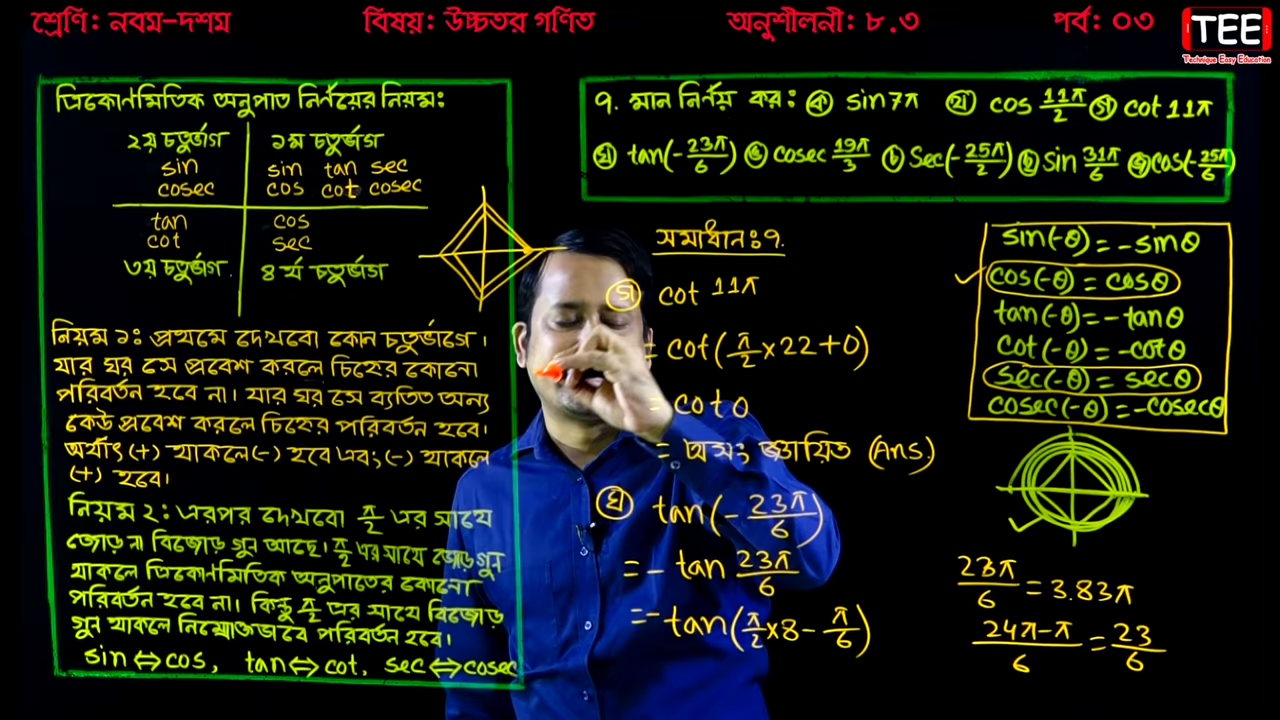 শ্রেণি: নবম-দশম বিষয়: উচ্চতর গণিত অনুশীলনী: ৮.৩ পর্ব: ০৩
TEE
Technique Easy Education
ত্রিকোণমিতিক অনুপাত নির্ণয়ের নিয়ম:
২য় চতুর্ভাগ ১ম চতুর্ভাগ
sin sin tan sec
cosec cos cot cosec
tan cos
cot sec
৩য় চতুর্ভাগ. ৪র্থ চতুর্ভাগ
নিয়ম ১: প্রথমে দেখবো কোন চতুর্ভাগে।
যার ঘর সে প্রবেশ করলে চিহ্নের কোনো
পরিবর্তন হবে না। যার ঘর সে ব্যতিত অন্য
কেউ প্রবেশ করলে চিহ্নের পরিবর্তন হবে।
অর্থাৎ (+) থাকলে (-) হবে এবং (-) থাকলে
(+) হবে।
নিয়ম ২: এরপর দেখবো π/2 এর সাথে
জোড় না বিজোড় গুন আছে। π/2 এর সাথে জোড় গুন
থাকলে ত্রিকোণমিতিক অনুপাতের কোনো
পরিবর্তন হবে না। কিন্তু π/2 এর সাথে বিজোড়
গুন থাকলে নিম্নোক্তভাবে পরিবর্তন হবে।
sin⇔cos, tan⇔cot, sec⇔cosec
৭. মান নির্ণয় কর: ক sin 7π খ cos 11π/2 গ cot 11π
ঘ tan(-23π/6) ঙ cosec 19π/3 চ Sec(-25π/2) ছ sin 31π/6 জ cos(-25π/6)
সমাধান: ৭.
গ cot 11π
= cot(π/2×22+0)
= cot 0
= অসংজ্ঞায়িত (Ans.)
ঘ tan(-23π/6)
= - tan 23π/6
= - tan(π/2×8-π/6)
sin(-θ) = -sinθ
cos(-θ) = cosθ
tan(-θ) = -tanθ
cot(-θ) = -cotθ
sec(-θ) = secθ
cosec(-θ) = -cosecθ
23π/6 = 3.83π
24π-π/6 = 23/6